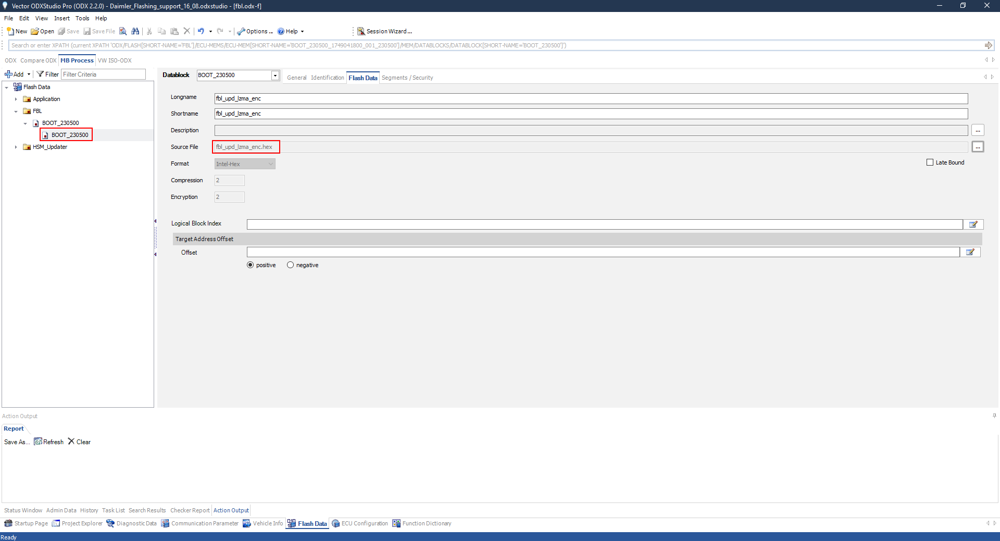 Vector ODXStudio Pro (ODX 2.2.0) - Daimler_Flashing_support_16_08.odxstudio - [fbl.odx-f]
File Edit View Insert Tools Help
New Open Save Save File Options ... Help Session Wizard ...
Search or enter XPATH (current XPATH 'ODX/FLASH[SHORT-NAME='FBL']/ECU-MEMS/ECU-MEM[SHORT-NAME='BOOT_230500_1749041800_001_230500']/MEM/DATABLOCKS/DATABLOCK[SHORT-NAME='BOOT_230500']')
ODX Compare ODX MB Process VW ISO-ODX
Add Filter Filter Criteria
Flash Data
Application
FBL
BOOT_230500
BOOT_230500
HSM_Updater
Datablock BOOT_230500 General Identification Flash Data Segments / Security
Longname fbl_upd_lzma_enc
Shortname fbl_upd_lzma_enc
Description ...
Source File fbl_upd_lzma_enc.hex ...
Format Intel-Hex Late Bound
Compression 2
Encryption 2
Logical Block Index
Target Address Offset
Offset
positive negative
Action Output
Report
Save As... Refresh Clear
Status Window Admin Data History Task List Search Results Checker Report Action Output
Startup Page Project Explorer Diagnostic Data Communication Parameter Vehicle Info Flash Data ECU Configuration Function Dictionary
Ready